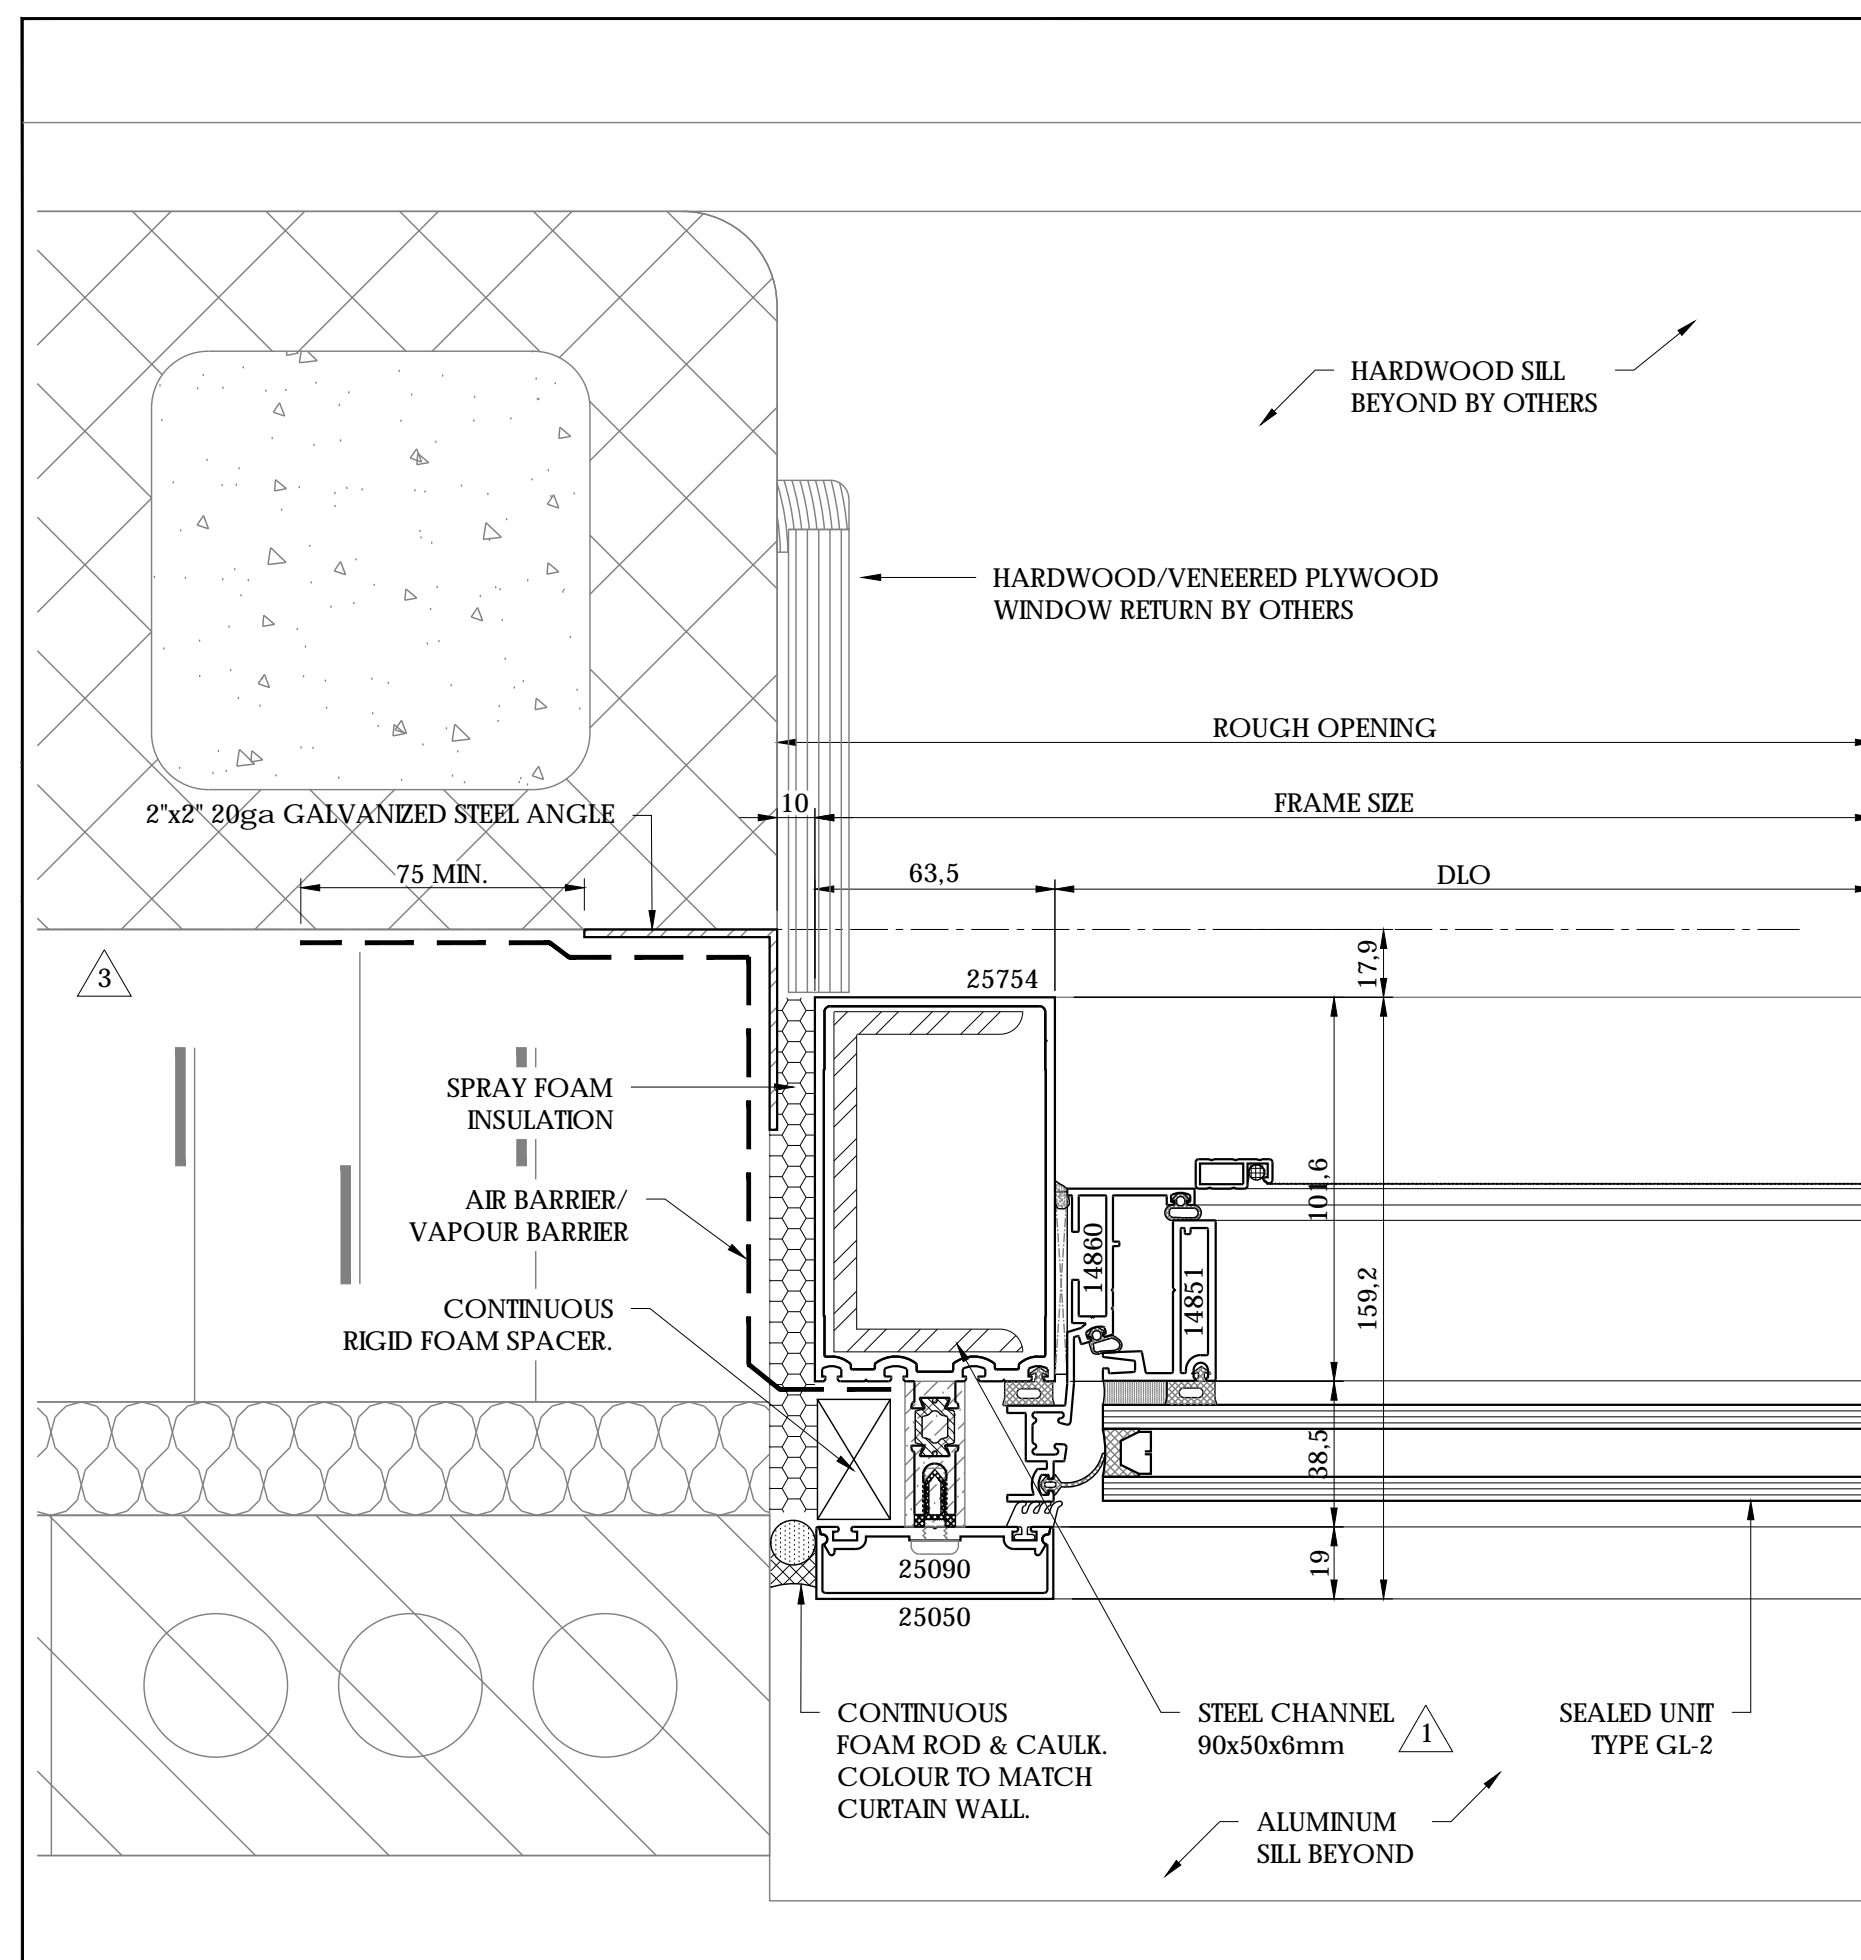 HARDWOOD SILL
BEYOND BY OTHERS
HARDWOOD/VENEERED PLYWOOD
WINDOW RETURN BY OTHERS
ROUGH OPENING
2"x2" 20ga GALVANIZED STEEL ANGLE
10
FRAME SIZE
75 MIN.
63,5
DLO
17,9
3
25754
SPRAY FOAM
INSULATION
101,6
AIR BARRIER/
VAPOUR BARRIER
14860
14851
159,2
CONTINUOUS
RIGID FOAM SPACER.
38,5
19
25090
25050
CONTINUOUS
FOAM ROD & CAULK.
COLOUR TO MATCH
CURTAIN WALL.
STEEL CHANNEL
90x50x6mm
1
SEALED UNIT
TYPE GL-2
ALUMINUM
SILL BEYOND